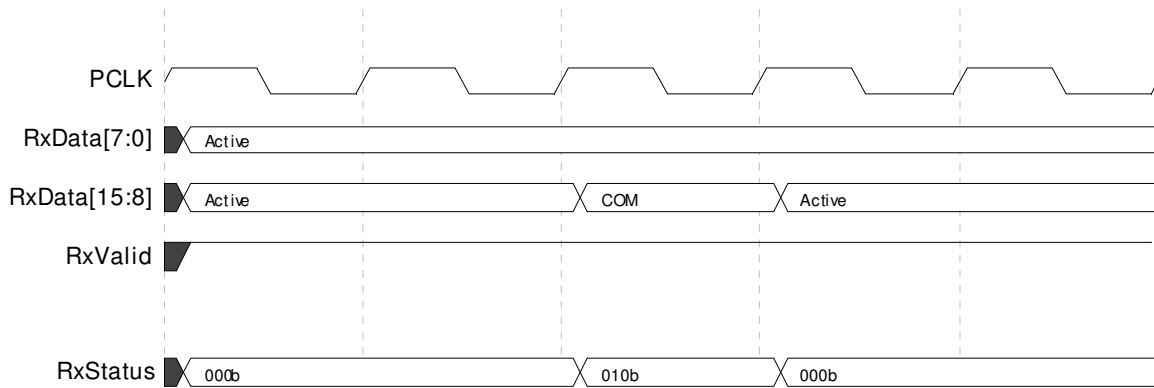 PCLK
RxData[7:0] Active
RxData[15:8] Active COM Active
RxValid
RxStatus 000b 010b 000b